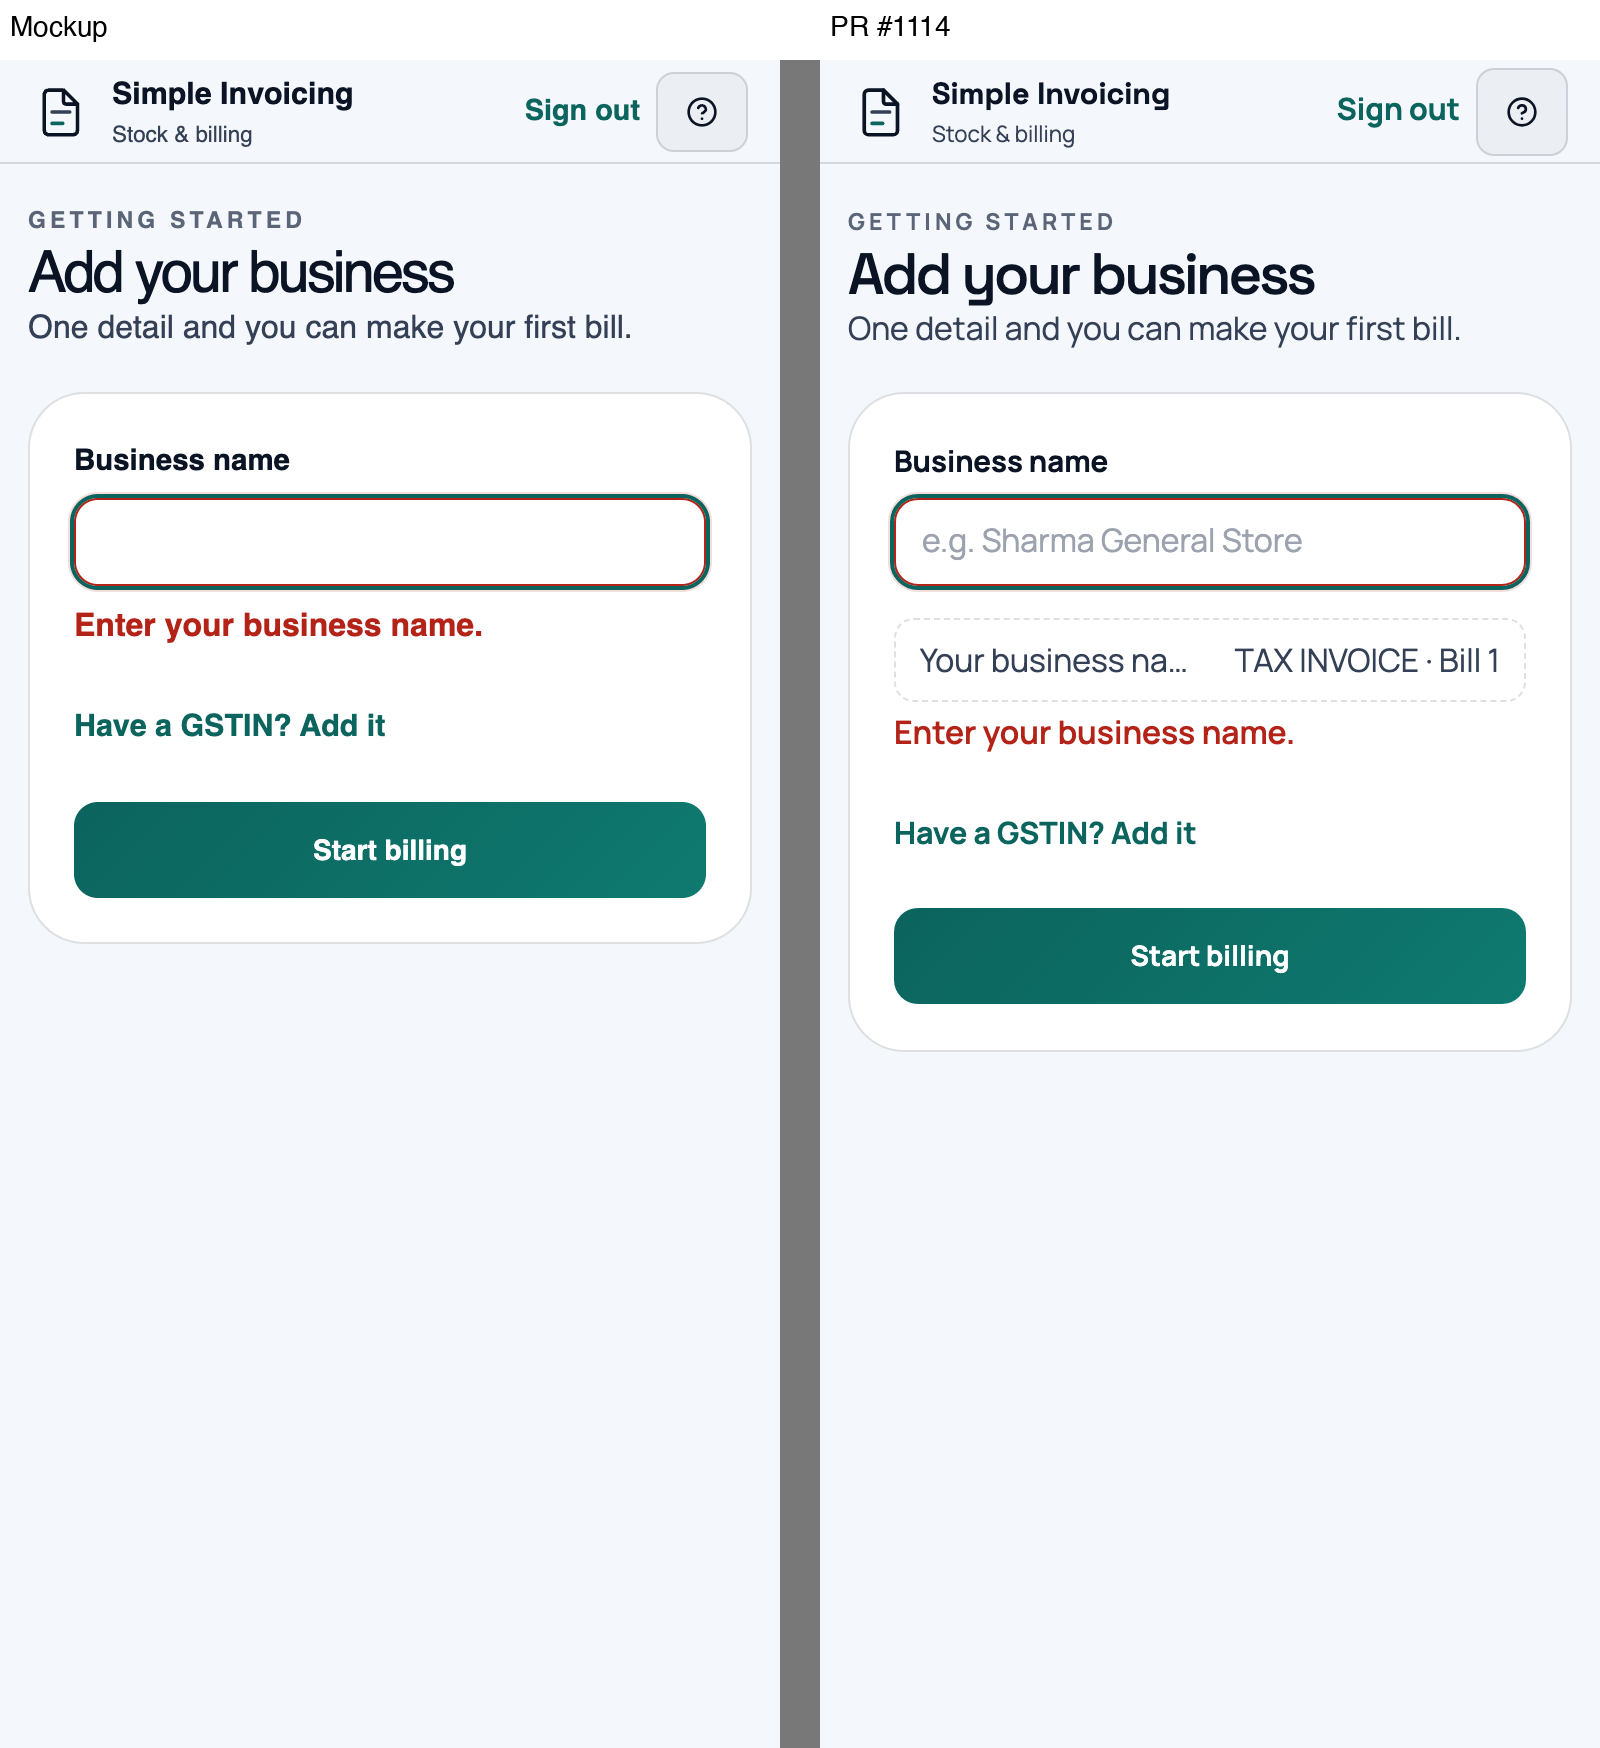 Mockup
Simple Invoicing
Stock & billing
Sign out
GETTING STARTED
Add your business
One detail and you can make your first bill.
Business name
Enter your business name.
Have a GSTIN? Add it
Start billing
PR #1114
Simple Invoicing
Stock & billing
Sign out
GETTING STARTED
Add your business
One detail and you can make your first bill.
Business name
e.g. Sharma General Store
Your business na... TAX INVOICE · Bill 1
Enter your business name.
Have a GSTIN? Add it
Start billing